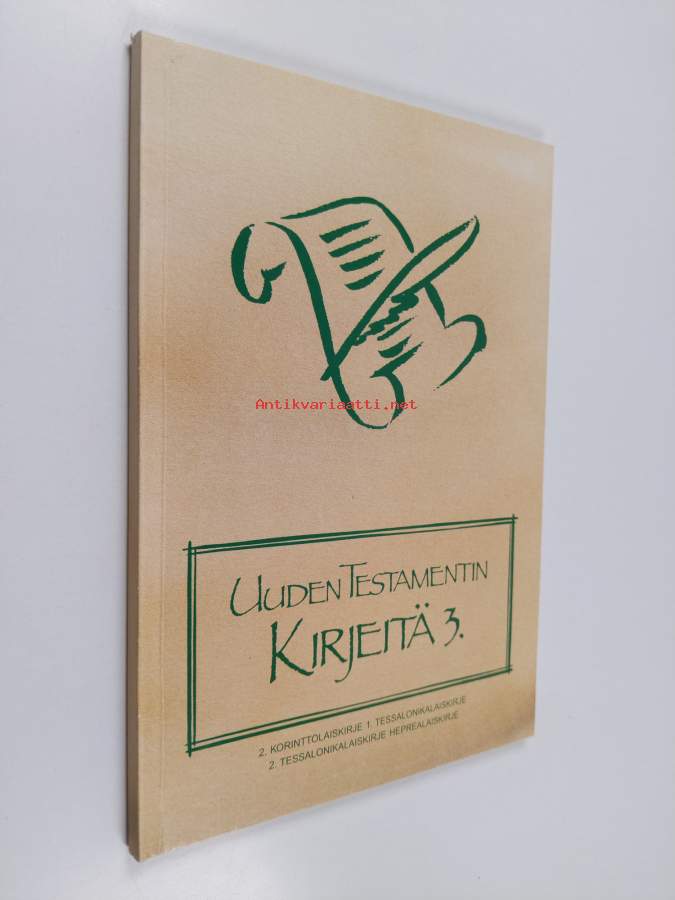 Antikvariaatti.net
UUDEN TESTAMENTIN
KIRJEITÄ 3.
2. KORINTTOLAISKIRJE 1. TESSALONIKALAISKIRJE
2. TESSALONIKALAISKIRJE HEPREALAISKIRJE